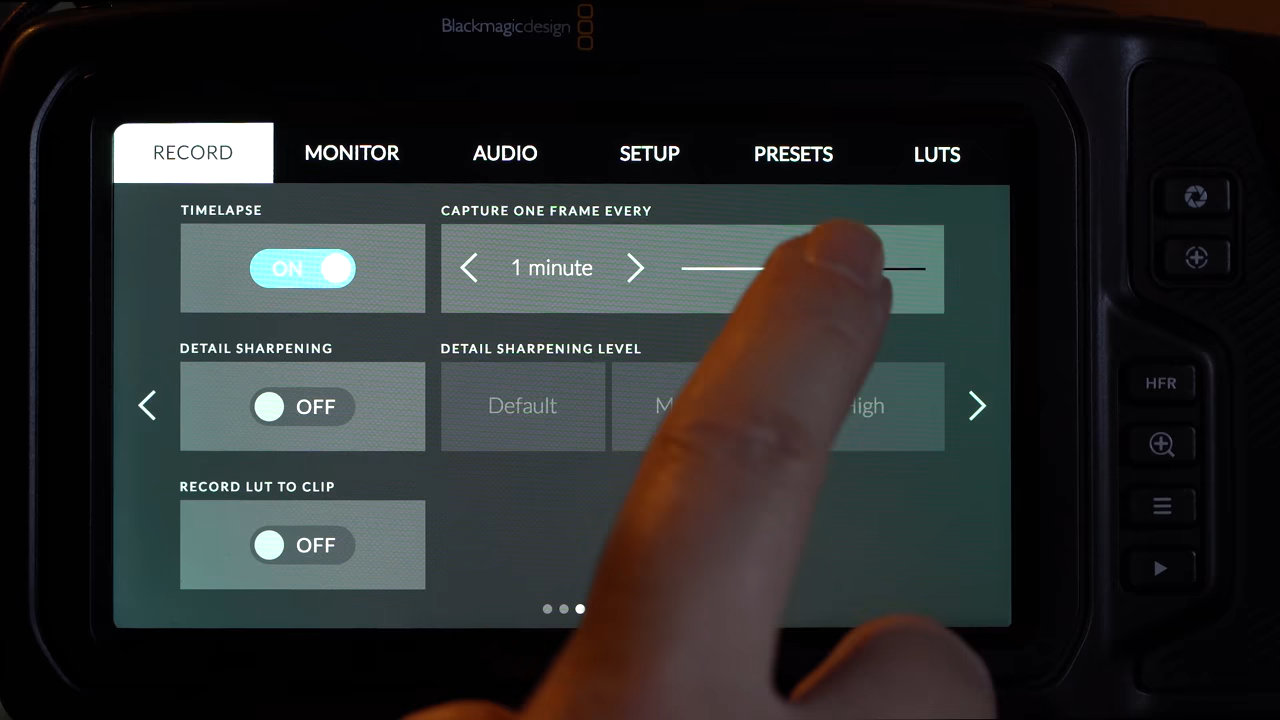 Blackmagicdesign
RECORD MONITOR AUDIO SETUP PRESETS LUTS
TIMELAPSE CAPTURE ONE FRAME EVERY
ON 1 minute
DETAIL SHARPENING DETAIL SHARPENING LEVEL
OFF Default
RECORD LUT TO CLIP
OFF
HFR